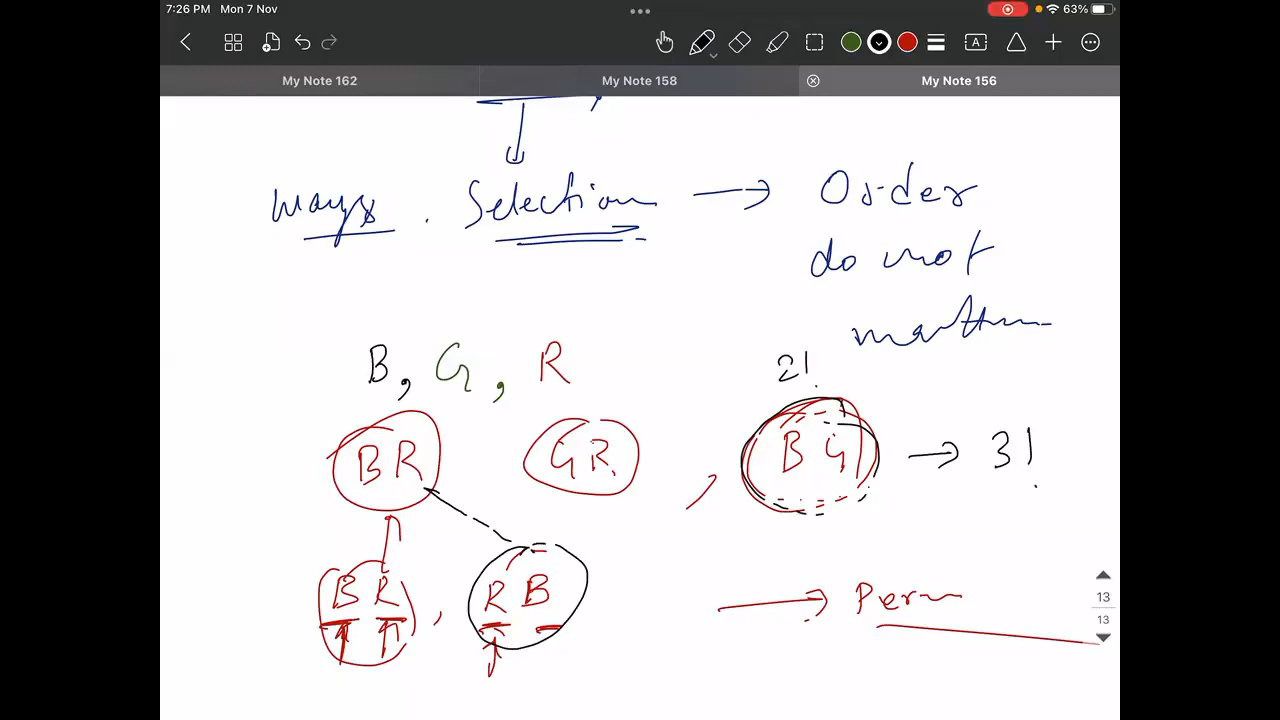 7:26 PM Mon 7 Nov
63%
My Note 162
My Note 158
My Note 156
ways. Selection → Order
do not
B, G, R
2!
BR GR , BG → 3!
BR , RB → Perm
13
13